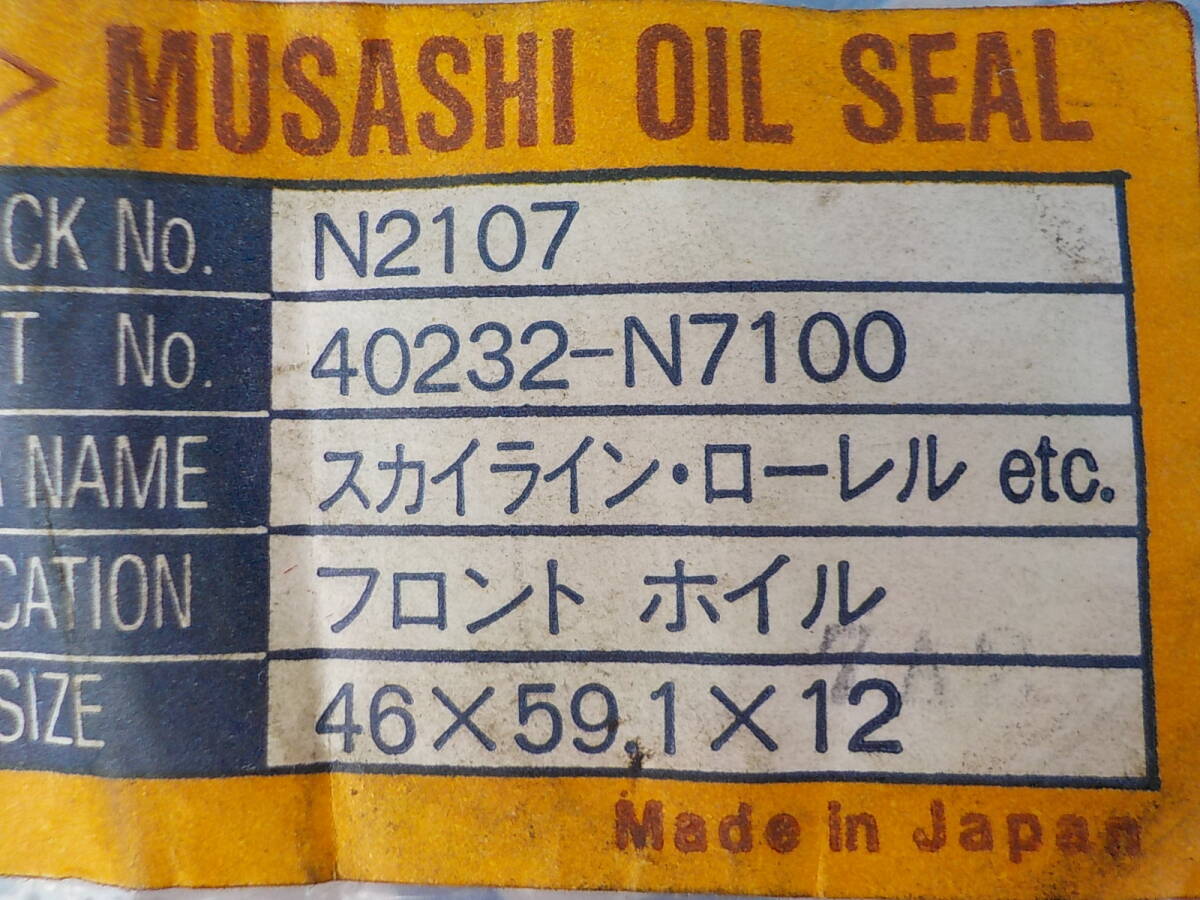 MUSASHI OIL SEAL
CK No. N2107
T No. 40232-N7100
NAME スカイライン・ローレル etc.
CATION フロント ホイル
SIZE 46×59.1×12
Made in Japan